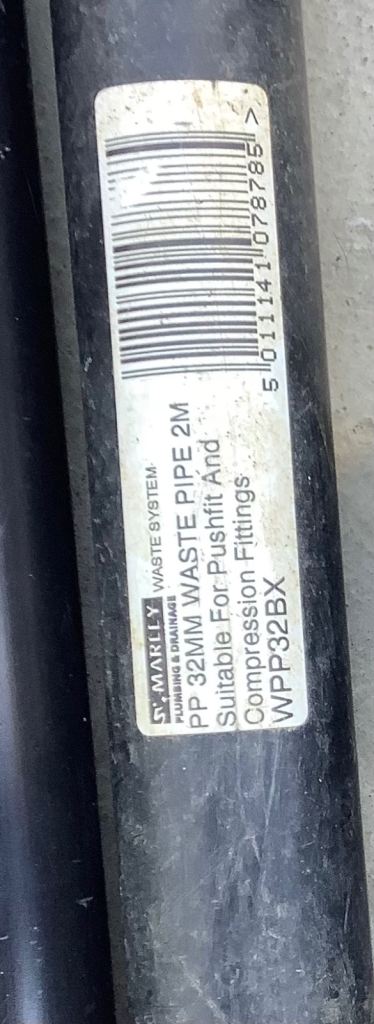 MARLEY WASTE SYSTEM
PLUMBING & DRAINAGE
PP 32MM WASTE PIPE 2M
Suitable For Pushfit And
Compression Fittings
WPP32BX
5 011141 078785 >